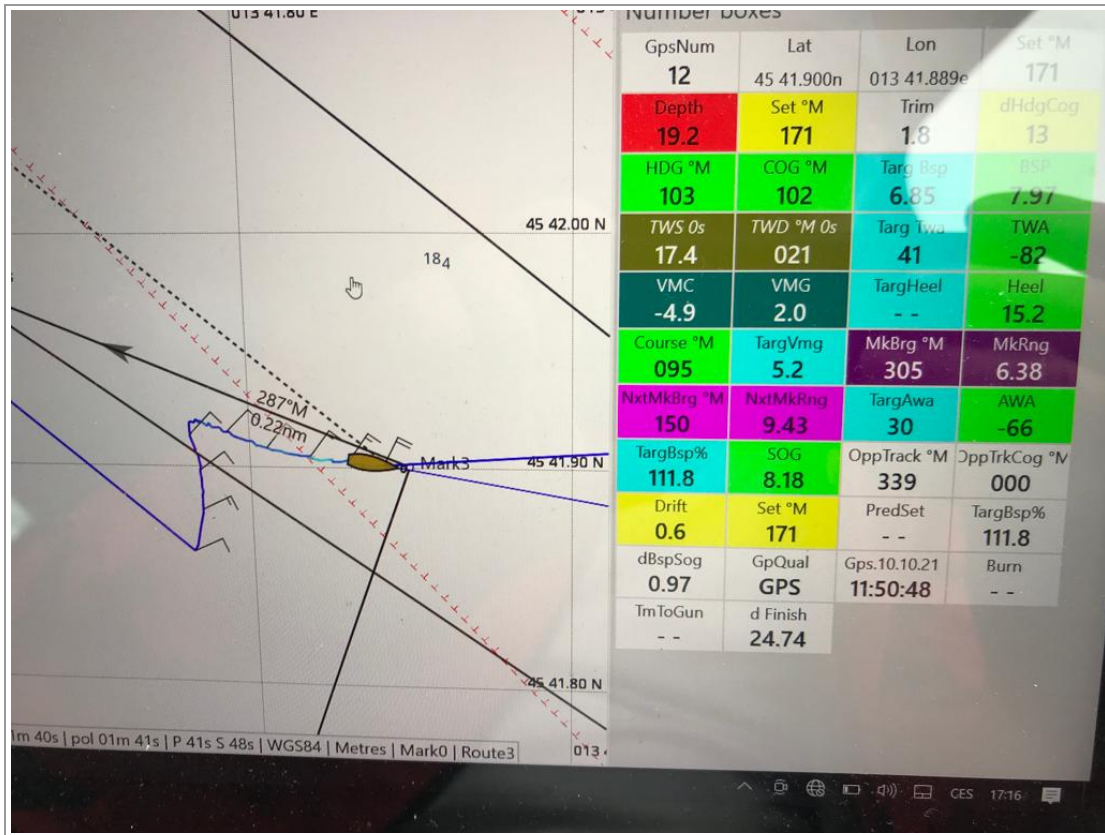 013 41.80 E
45 42.00 N
18₄
287°M
0.22nm
Mark3
45 41.90 N
45 41.80 N
1m 40s | pol 01m 41s | P 41s S 48s | WGS84 | Metres | Mark0 | Route3
013
Number boxes
GpsNum Lat Lon Set °M
12 45 41.900n 013 41.889e 171
Depth Set °M Trim dHdgCog
19.2 171 1.8 13
HDG °M COG °M Targ Bsp BSP
103 102 6.85 7.97
TWS 0s TWD °M 0s Targ Twa TWA
17.4 021 41 -82
VMC VMG TargHeel Heel
-4.9 2.0 - - 15.2
Course °M TargVmg MkBrg °M MkRng
095 5.2 305 6.38
NxtMkBrg °M NxtMkRng TargAwa AWA
150 9.43 30 -66
TargBsp% SOG OppTrack °M OppTrkCog °M
111.8 8.18 339 000
Drift Set °M PredSet TargBsp%
0.6 171 - - 111.8
dBspSog GpQual Gps.10.10.21 Burn
0.97 GPS 11:50:48 - -
TmToGun d Finish
- - 24.74
CES 17:16